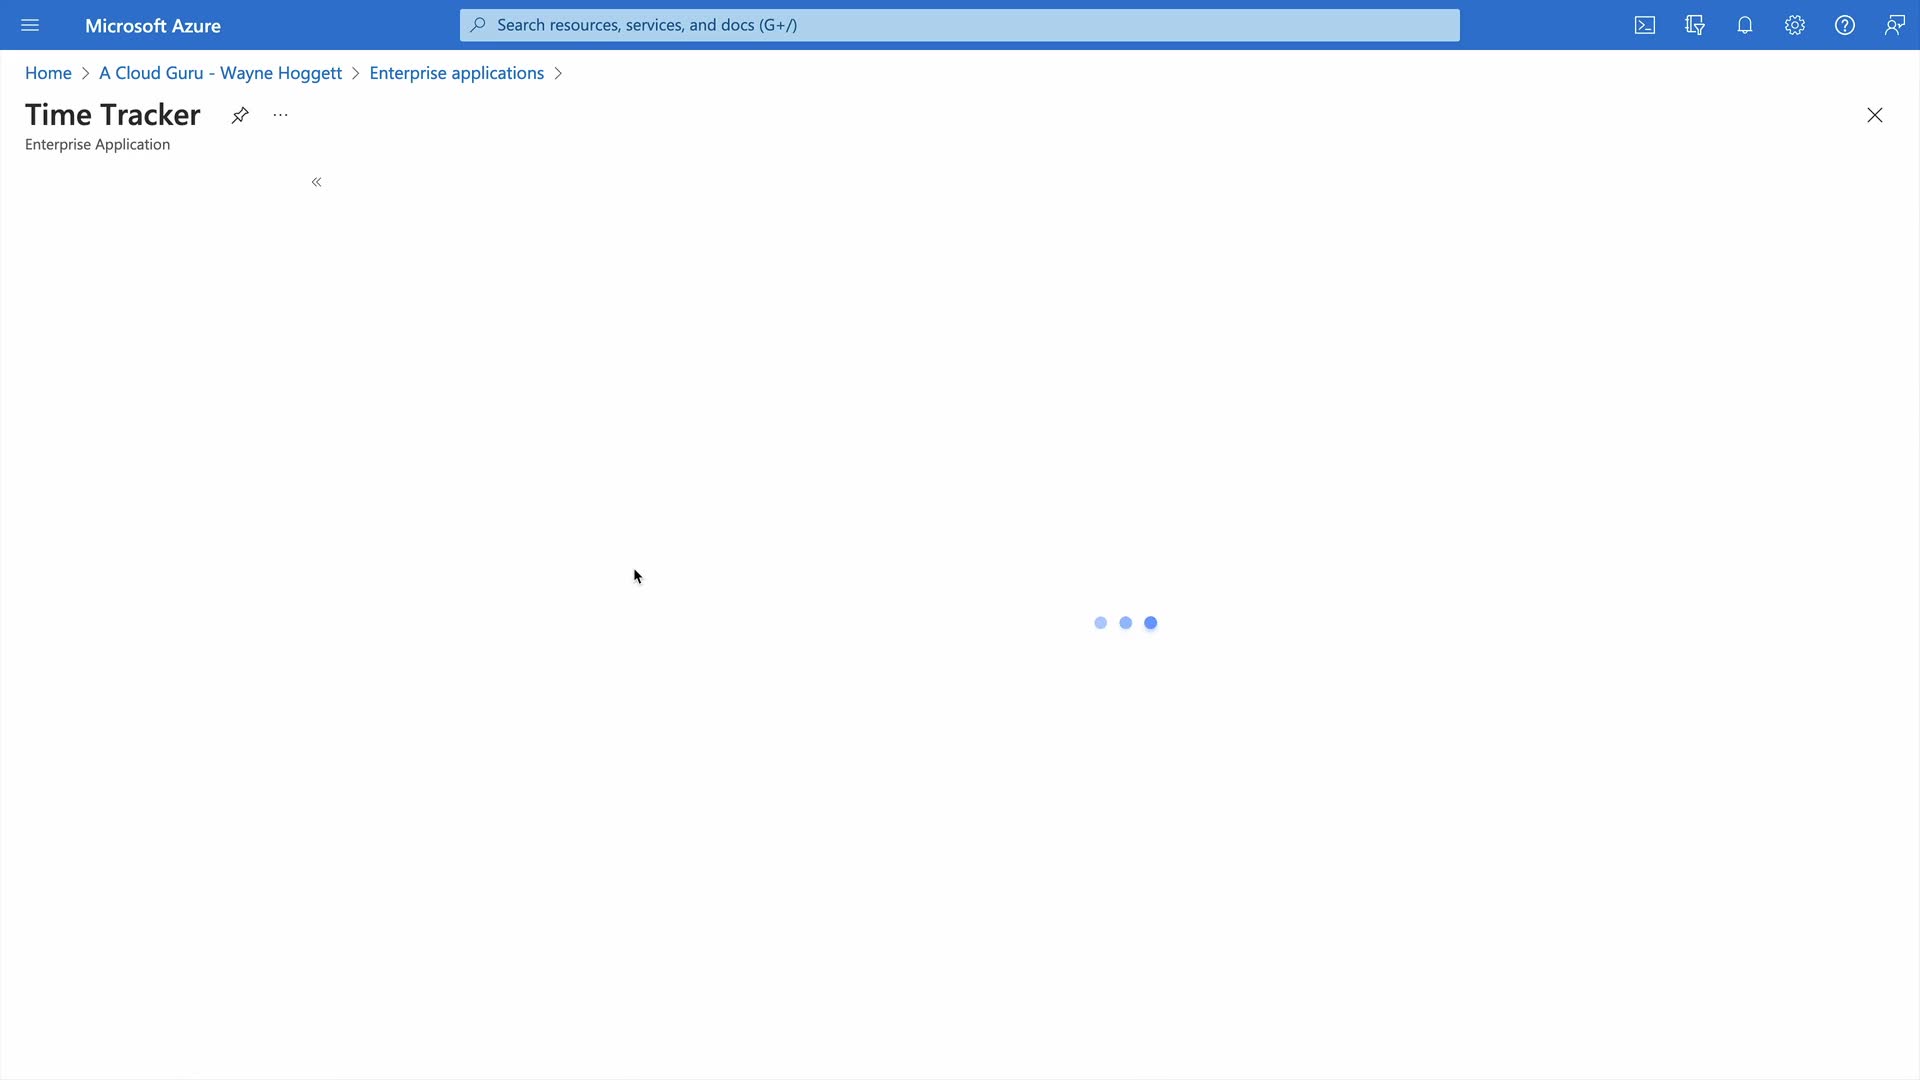 Microsoft Azure
Search resources, services, and docs (G+/)
Home > A Cloud Guru - Wayne Hoggett > Enterprise applications >
Time Tracker
Enterprise Application